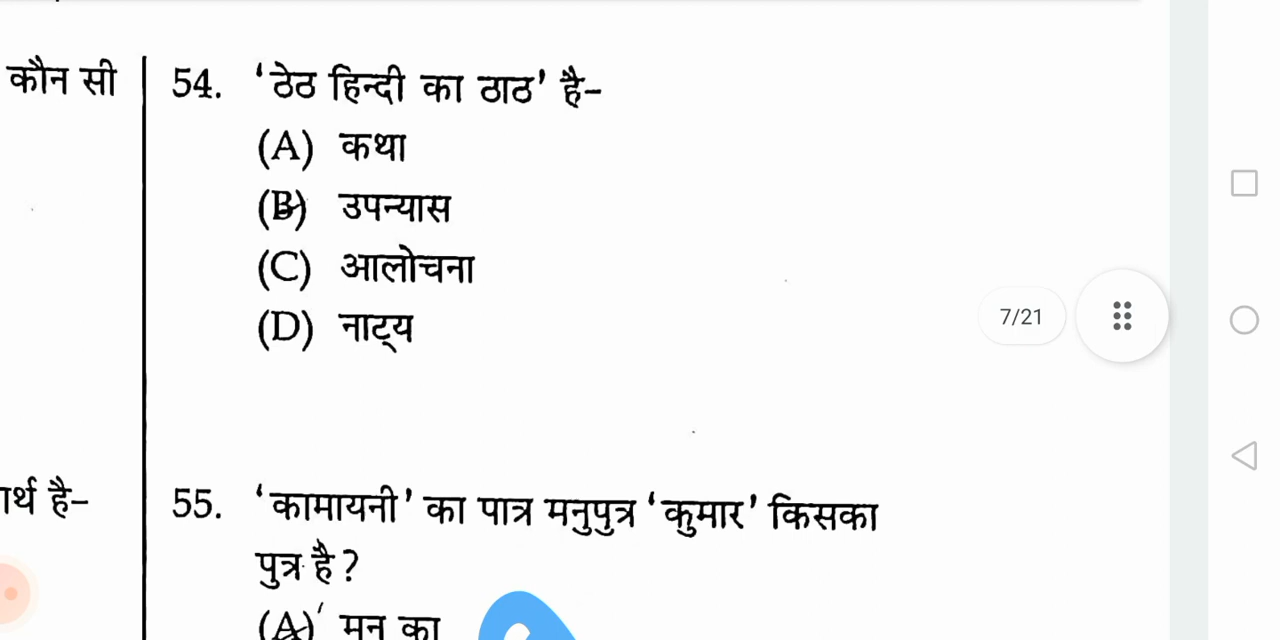 कौन सी
54. ‘ठेठ हिन्दी का ठाठ’ है–
(A) कथा
(B) उपन्यास
(C) आलोचना
(D) नाट्य
7/21
र्थ है–
55. ‘कामायनी’ का पात्र मनुपुत्र ‘कुमार’ किसका
पुत्र है?
(A) मन का